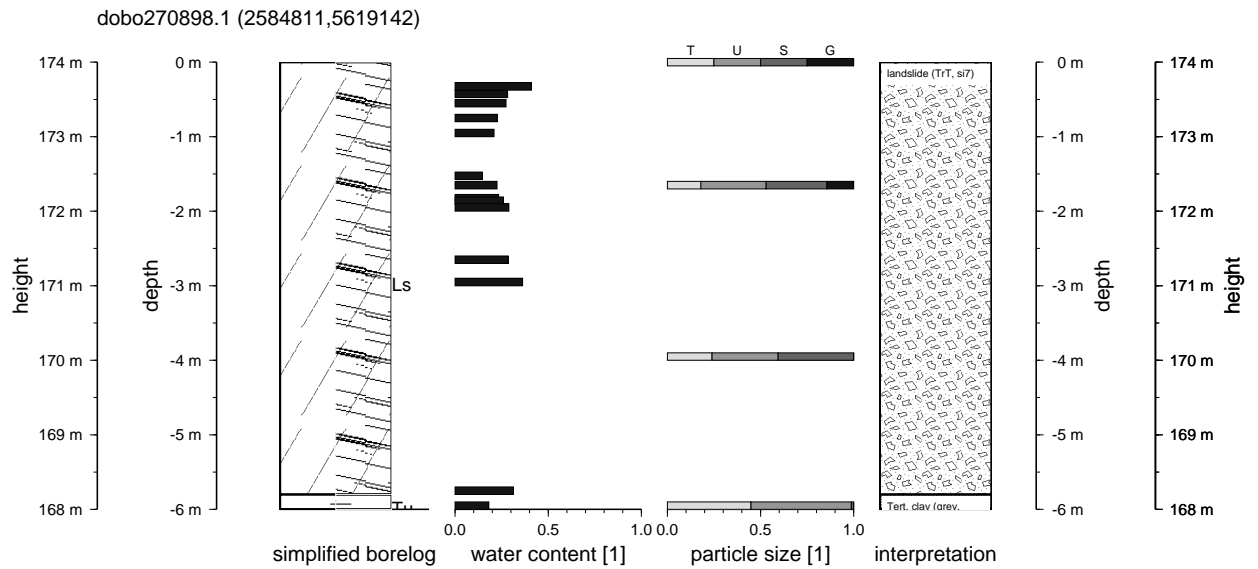 dobo270898.1 (2584811,5619142)
T U S G
174 m 0 m 0 m 174 m
landslide (TrT, si7)
173 m -1 m -1 m 173 m
172 m -2 m -2 m 172 m
height depth Ls depth height
171 m -3 m -3 m 171 m
170 m -4 m -4 m 170 m
169 m -5 m -5 m 169 m
Tert. clay (grey,
168 m -6 m -6 m 168 m
0.0 0.5 1.0 0.0 0.5 1.0
simplified borelog water content [1] particle size [1] interpretation